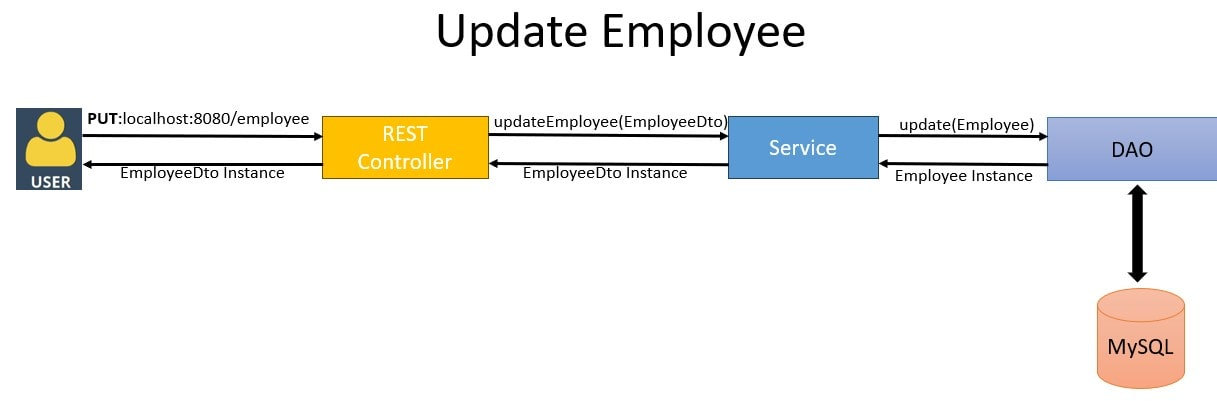 Update Employee
PUT:localhost:8080/employee
updateEmployee(EmployeeDto)
update(Employee)
REST
Controller
Service
DAO
EmployeeDto Instance
EmployeeDto Instance
Employee Instance
USER
MySQL